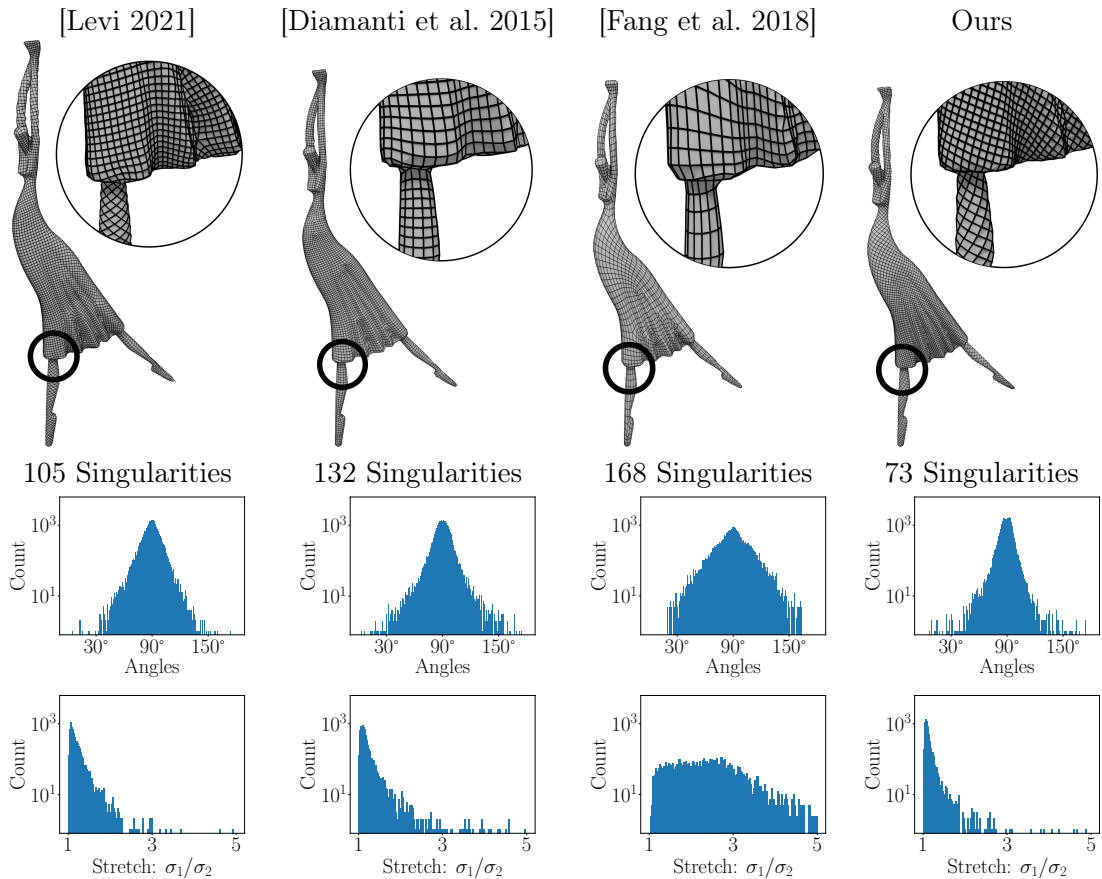 [Levi 2021] [Diamanti et al. 2015] [Fang et al. 2018] Ours
105 Singularities 132 Singularities 168 Singularities 73 Singularities
10³ 10³ 10³ 10³
Count Count Count Count
10¹ 10¹ 10¹ 10¹
30° 90° 150° 30° 90° 150° 30° 90° 150° 30° 90° 150°
Angles Angles Angles Angles
10³ 10³ 10³ 10³
Count Count Count Count
10¹ 10¹ 10¹ 10¹
1 3 5 1 3 5 1 3 5 1 3 5
Stretch: σ₁/σ₂ Stretch: σ₁/σ₂ Stretch: σ₁/σ₂ Stretch: σ₁/σ₂